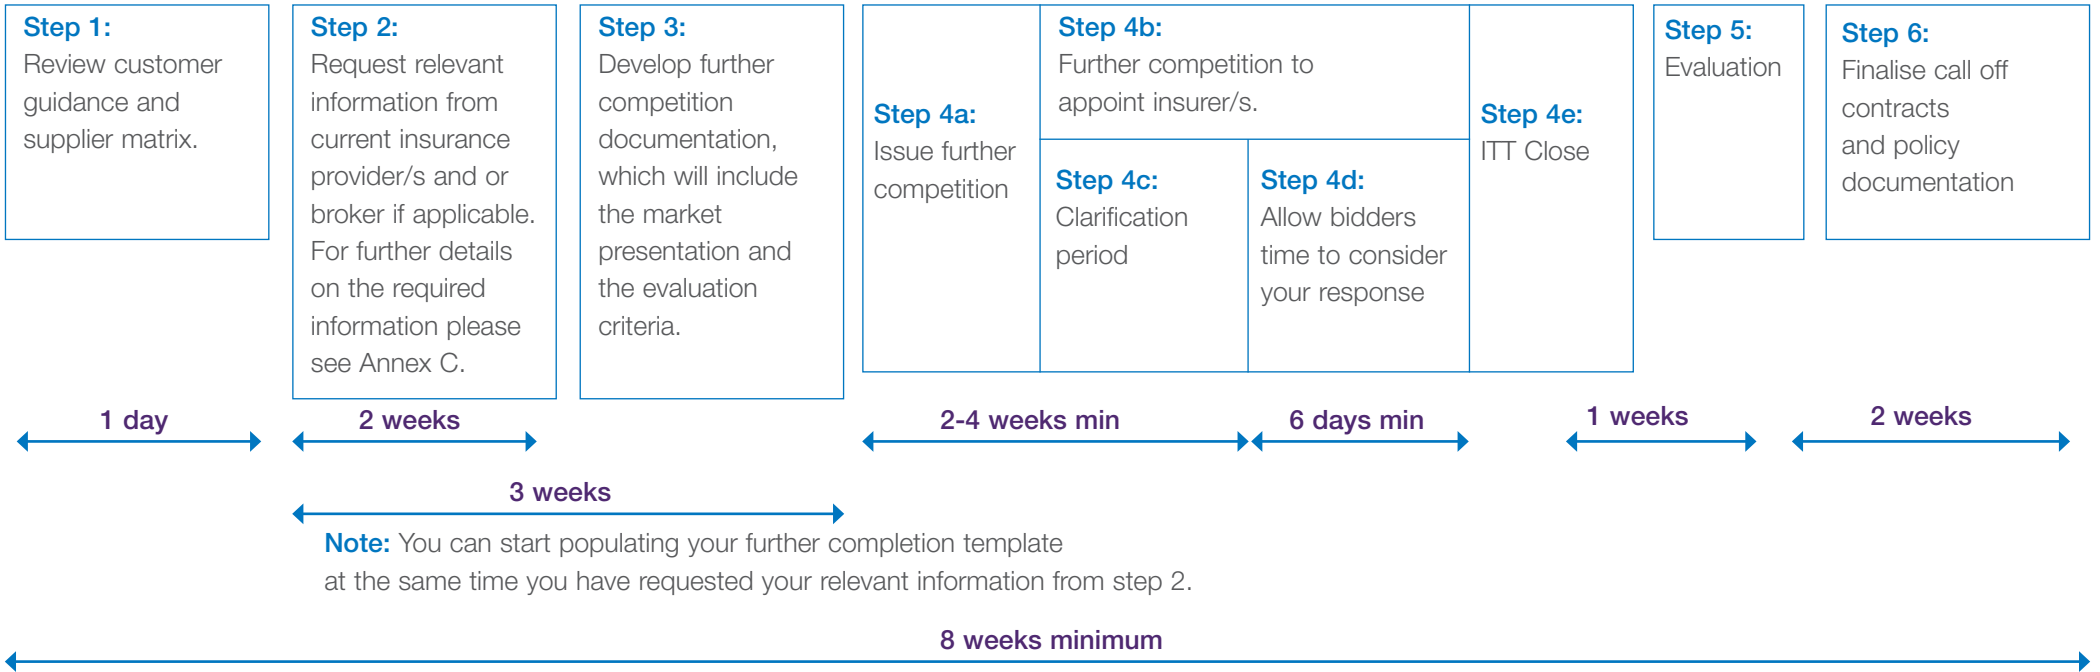 Step 1:
Review customer
guidance and
supplier matrix.
Step 2:
Request relevant
information from
current insurance
provider/s and or
broker if applicable.
For further details
on the required
information please
see Annex C.
Step 3:
Develop further
competition
documentation,
which will include
the market
presentation and
the evaluation
criteria.
Step 4a:
Issue further
competition
Step 4b:
Further competition to
appoint insurer/s.
Step 4c:
Clarification
period
Step 4d:
Allow bidders
time to consider
your response
Step 4e:
ITT Close
Step 5:
Evaluation
Step 6:
Finalise call off
contracts
and policy
documentation
1 day
2 weeks
2-4 weeks min
6 days min
1 weeks
2 weeks
3 weeks
Note: You can start populating your further completion template
at the same time you have requested your relevant information from step 2.
8 weeks minimum